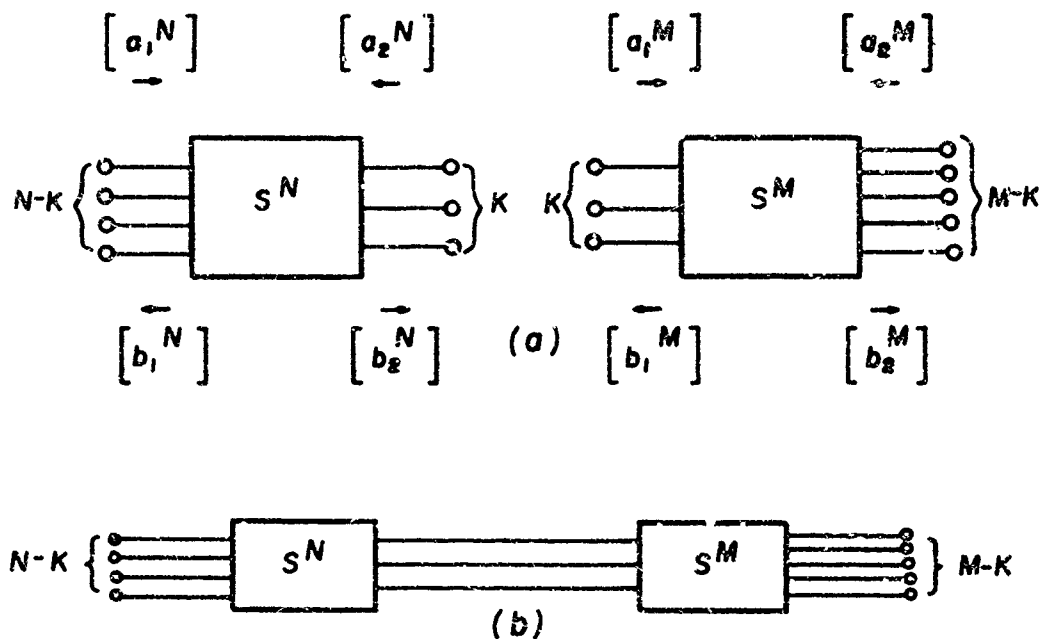 [a₁ᴺ] [a₂ᴺ] [a₁ᴹ] [a₂ᴹ]
N-K Sᴺ K K Sᴹ M-K
[b₁ᴺ] [b₂ᴺ] (a) [b₁ᴹ] [b₂ᴹ]
N-K Sᴺ Sᴹ M-K
(b)